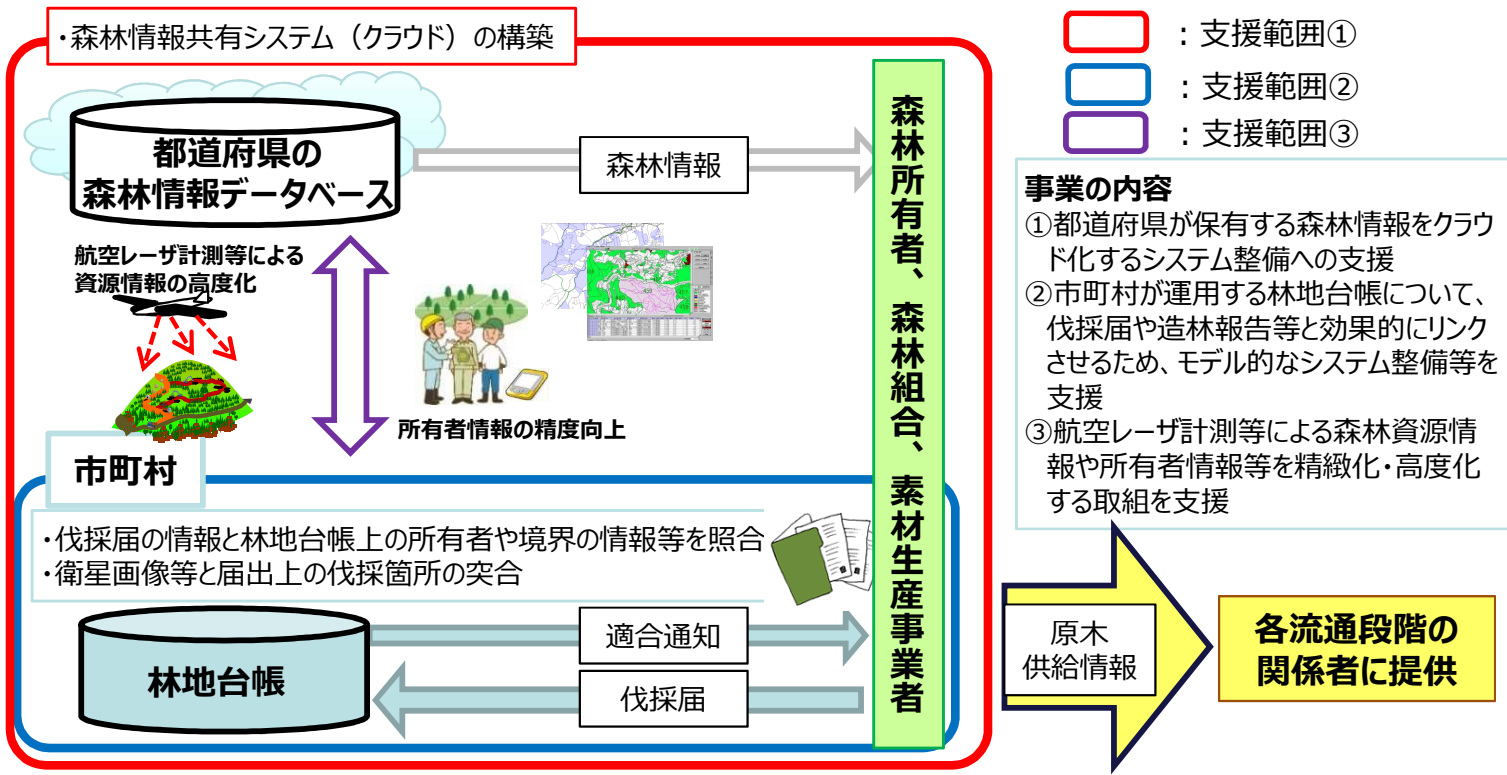 ・森林情報共有システム（クラウド）の構築
都道府県の
森林情報データベース
森林情報
航空レーザ計測等による
資源情報の高度化
所有者情報の精度向上
市町村
・伐採届の情報と林地台帳上の所有者や境界の情報等を照合
・衛星画像等と届出上の伐採箇所の突合
林地台帳
適合通知
伐採届
森林所有者、森林組合、素材生産事業者
：支援範囲①
：支援範囲②
：支援範囲③
事業の内容
①都道府県が保有する森林情報をクラウ
ド化するシステム整備への支援
②市町村が運用する林地台帳について、
伐採届や造林報告等と効果的にリンク
させるため、モデル的なシステム整備等を
支援
③航空レーザ計測等による森林資源情
報や所有者情報等を精緻化・高度化
する取組を支援
原木
供給情報
各流通段階の
関係者に提供